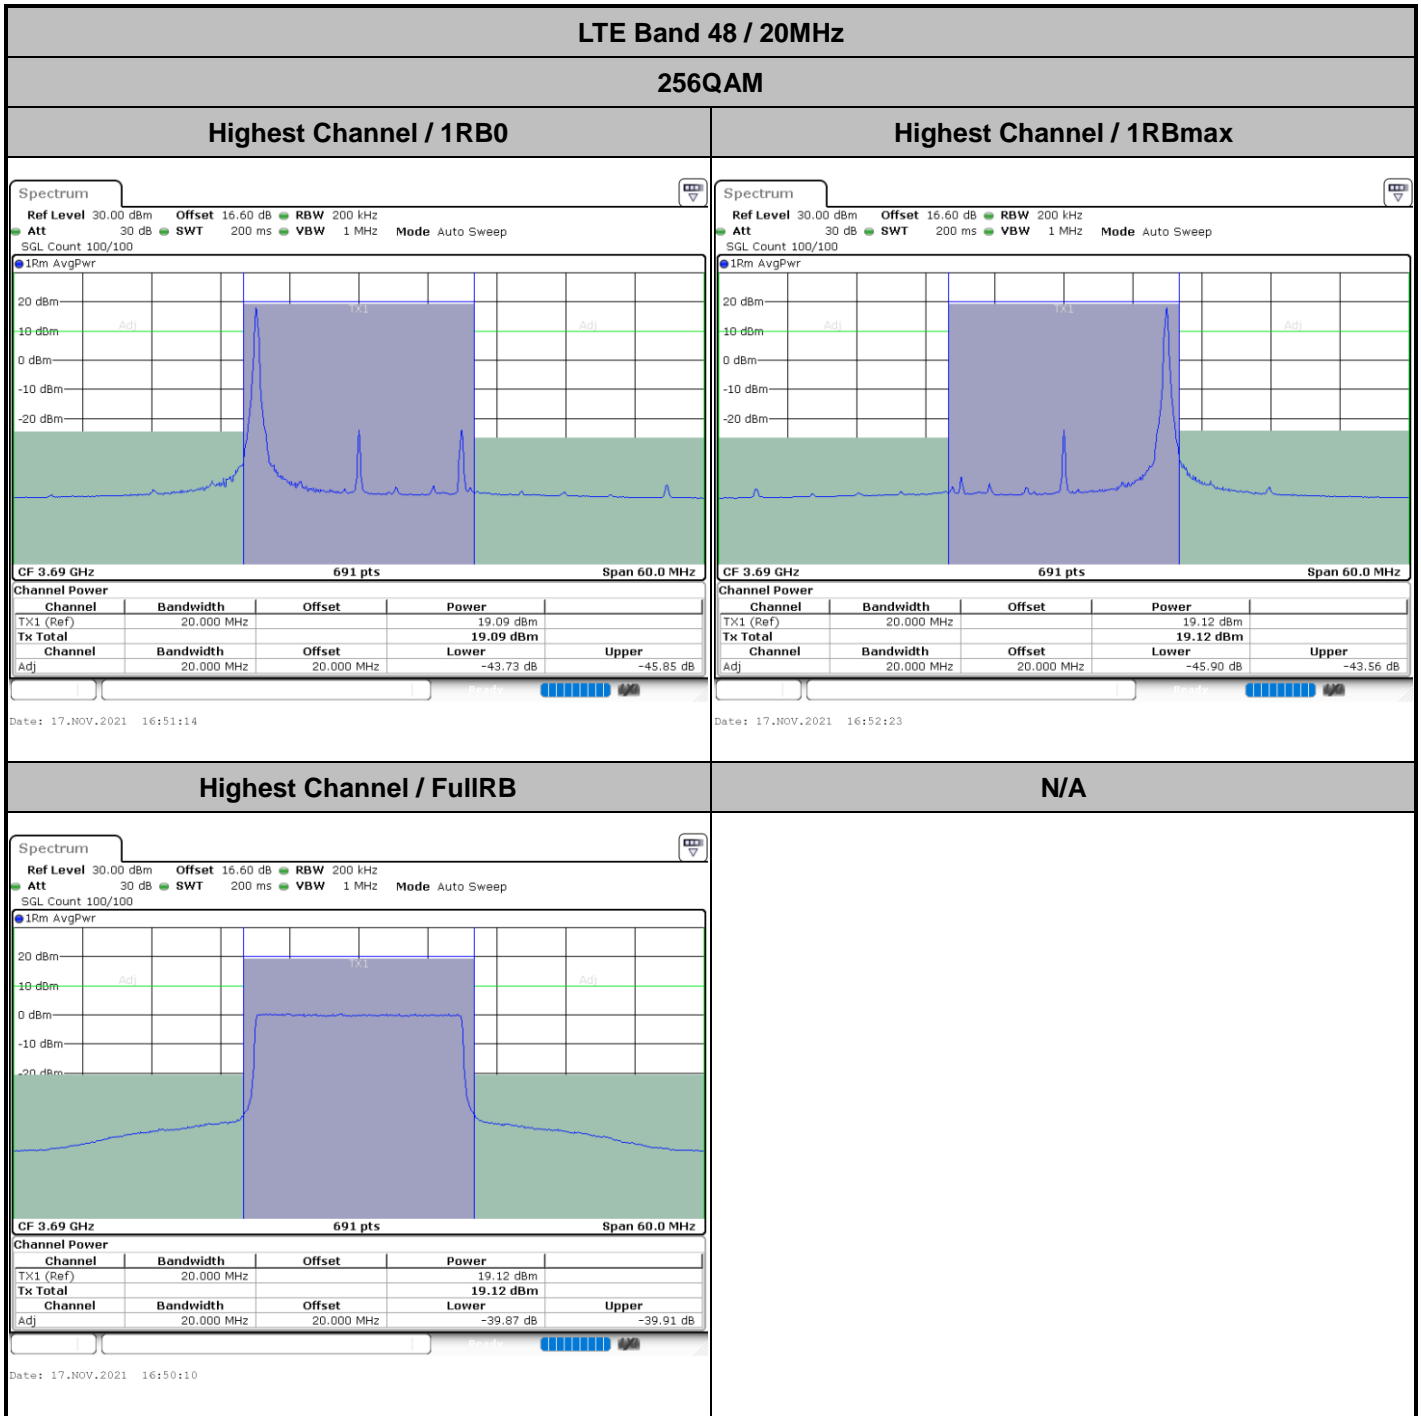 LTE Band 48 / 20MHz
256QAM
Highest Channel / 1RB0
Highest Channel / 1RBmax
Spectrum
Ref Level 30.00 dBm Offset 16.60 dB RBW 200 kHz
Att 30 dB SWT 200 ms VBW 1 MHz Mode Auto Sweep
SGL Count 100/100
1Rm AvgPwr
20 dBm
10 dBm
0 dBm
-10 dBm
-20 dBm
Adj
TX1
Adj
CF 3.69 GHz 691 pts Span 60.0 MHz
Channel Power
Channel Bandwidth Offset Power
TX1 (Ref) 20.000 MHz 19.09 dBm
Tx Total 19.09 dBm
Channel Bandwidth Offset Lower Upper
Adj 20.000 MHz 20.000 MHz -43.73 dB -45.85 dB
Ready
Date: 17.NOV.2021 16:51:14
Spectrum
Ref Level 30.00 dBm Offset 16.60 dB RBW 200 kHz
Att 30 dB SWT 200 ms VBW 1 MHz Mode Auto Sweep
SGL Count 100/100
1Rm AvgPwr
20 dBm
10 dBm
0 dBm
-10 dBm
-20 dBm
Adj
TX1
Adj
CF 3.69 GHz 691 pts Span 60.0 MHz
Channel Power
Channel Bandwidth Offset Power
TX1 (Ref) 20.000 MHz 19.12 dBm
Tx Total 19.12 dBm
Channel Bandwidth Offset Lower Upper
Adj 20.000 MHz 20.000 MHz -45.90 dB -43.56 dB
Ready
Date: 17.NOV.2021 16:52:23
Highest Channel / FullRB
N/A
Spectrum
Ref Level 30.00 dBm Offset 16.60 dB RBW 200 kHz
Att 30 dB SWT 200 ms VBW 1 MHz Mode Auto Sweep
SGL Count 100/100
1Rm AvgPwr
20 dBm
10 dBm
0 dBm
-10 dBm
-20 dBm
Adj
TX1
Adj
CF 3.69 GHz 691 pts Span 60.0 MHz
Channel Power
Channel Bandwidth Offset Power
TX1 (Ref) 20.000 MHz 19.12 dBm
Tx Total 19.12 dBm
Channel Bandwidth Offset Lower Upper
Adj 20.000 MHz 20.000 MHz -39.87 dB -39.91 dB
Ready
Date: 17.NOV.2021 16:50:10